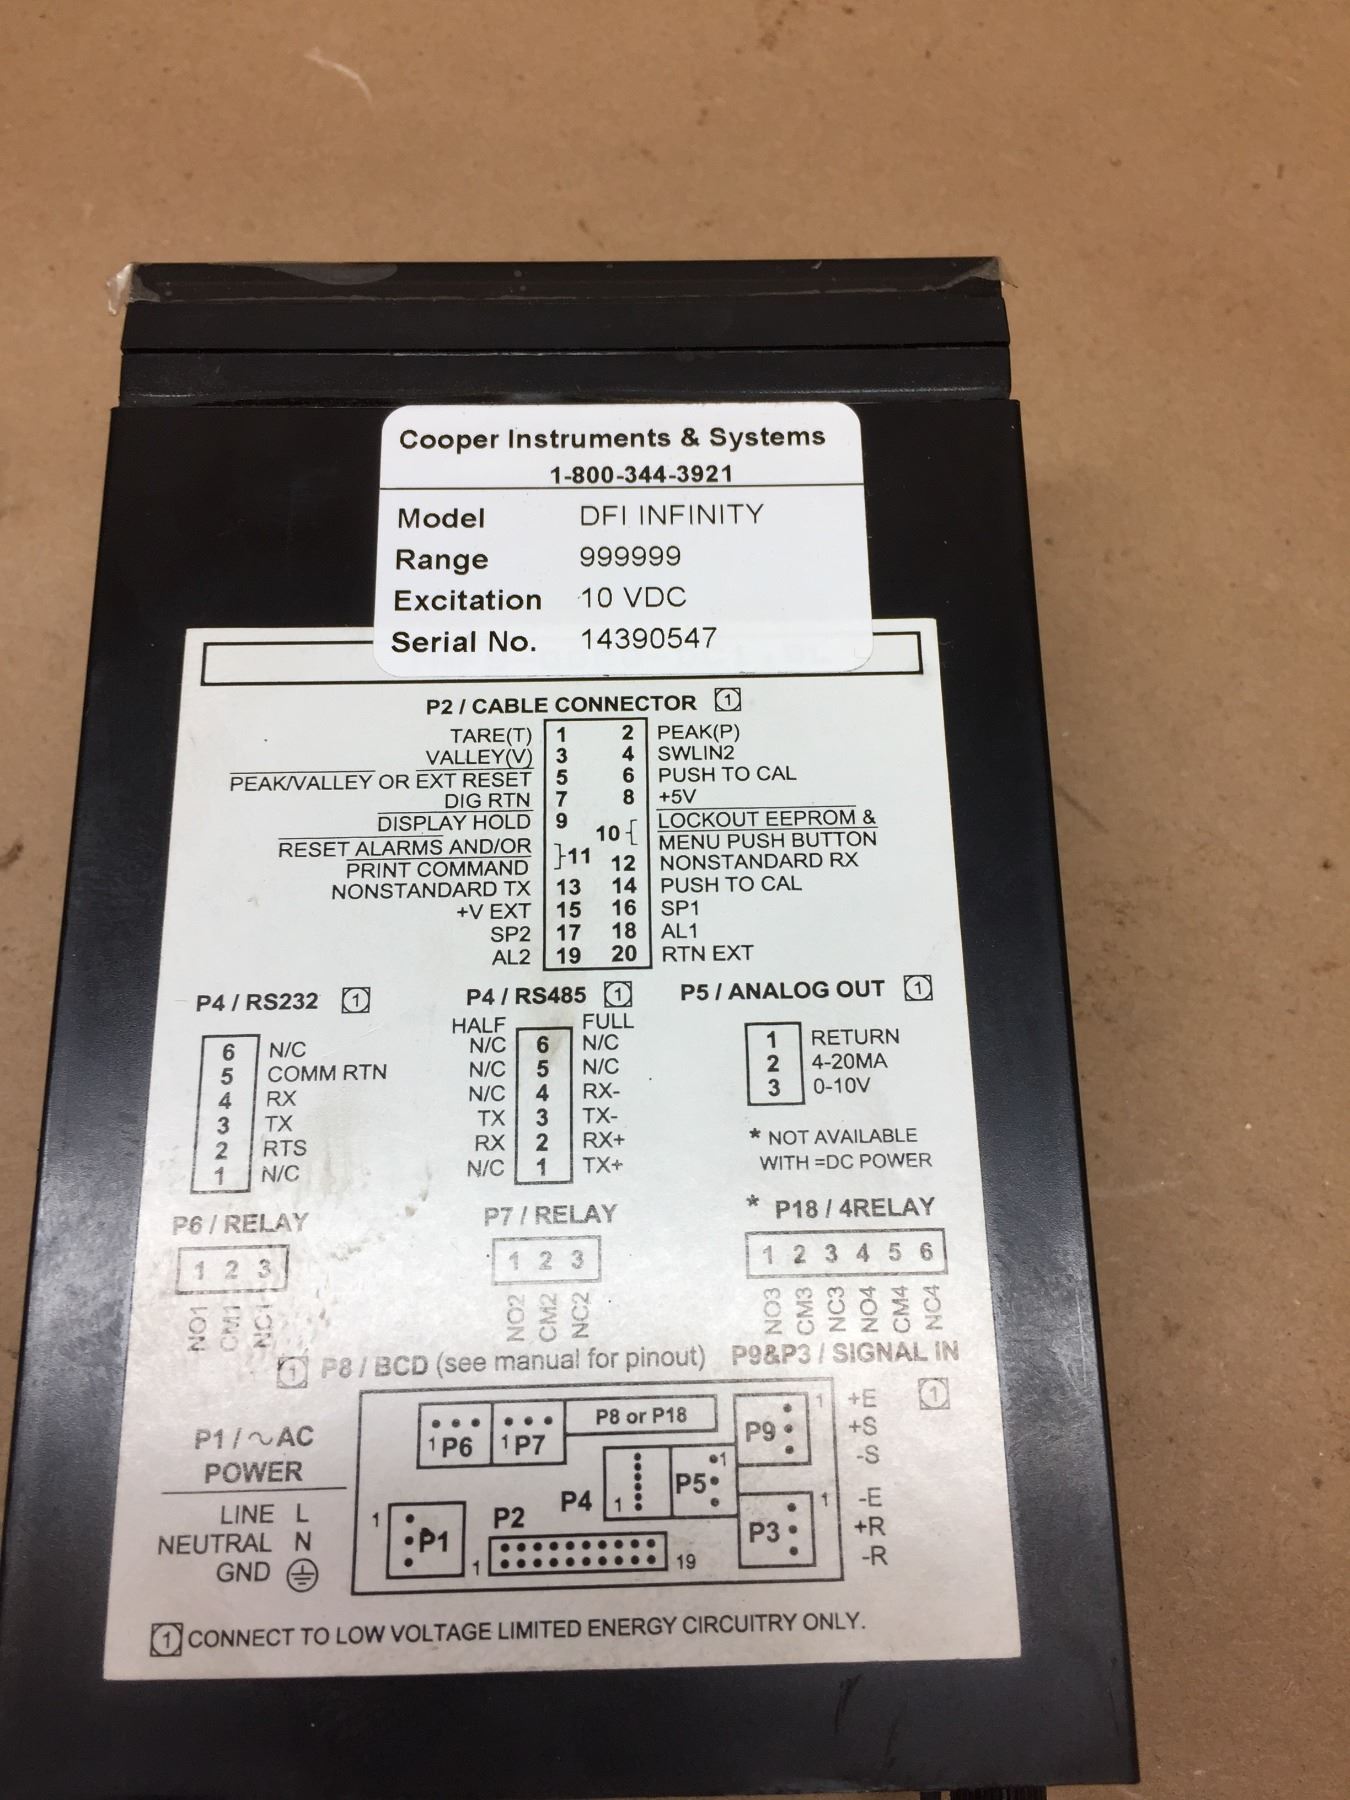 Cooper Instruments & Systems
1-800-344-3921
Model DFI INFINITY
Range 999999
Excitation 10 VDC
Serial No. 14390547
P2 / CABLE CONNECTOR 1
TARE(T) 1 2 PEAK(P)
VALLEY(V) 3 4 SWLIN2
PEAK/VALLEY OR EXT RESET 5 6 PUSH TO CAL
DIG RTN 7 8 +5V
DISPLAY HOLD 9 10 LOCKOUT EEPROM &
MENU PUSH BUTTON
RESET ALARMS AND/OR 11 12 NONSTANDARD RX
PRINT COMMAND
NONSTANDARD TX 13 14 PUSH TO CAL
+V EXT 15 16 SP1
SP2 17 18 AL1
AL2 19 20 RTN EXT
P4 / RS232 1
6 N/C
5 COMM RTN
4 RX
3 TX
2 RTS
1 N/C
P4 / RS485 1
HALF FULL
N/C 6 N/C
N/C 5 N/C
N/C 4 RX-
TX 3 TX-
RX 2 RX+
N/C 1 TX+
P5 / ANALOG OUT 1
1 RETURN
2 4-20MA
3 0-10V
* NOT AVAILABLE
WITH =DC POWER
P6 / RELAY
1 2 3
NO1 CM1 NC1
P7 / RELAY
1 2 3
NO2 CM2 NC2
* P18 / 4RELAY
1 2 3 4 5 6
NO3 CM3 NC3 NO4 CM4 NC4
1 P8 / BCD (see manual for pinout)
P9&P3 / SIGNAL IN
1
P1 / ~AC
POWER
LINE L
NEUTRAL N
GND
1 P6 1 P7 P8 or P18
P9 1 +E
+S
-S
P4 1 P5 1
1 P1 P2 1 19
P3 1 -E
+R
-R
1 CONNECT TO LOW VOLTAGE LIMITED ENERGY CIRCUITRY ONLY.